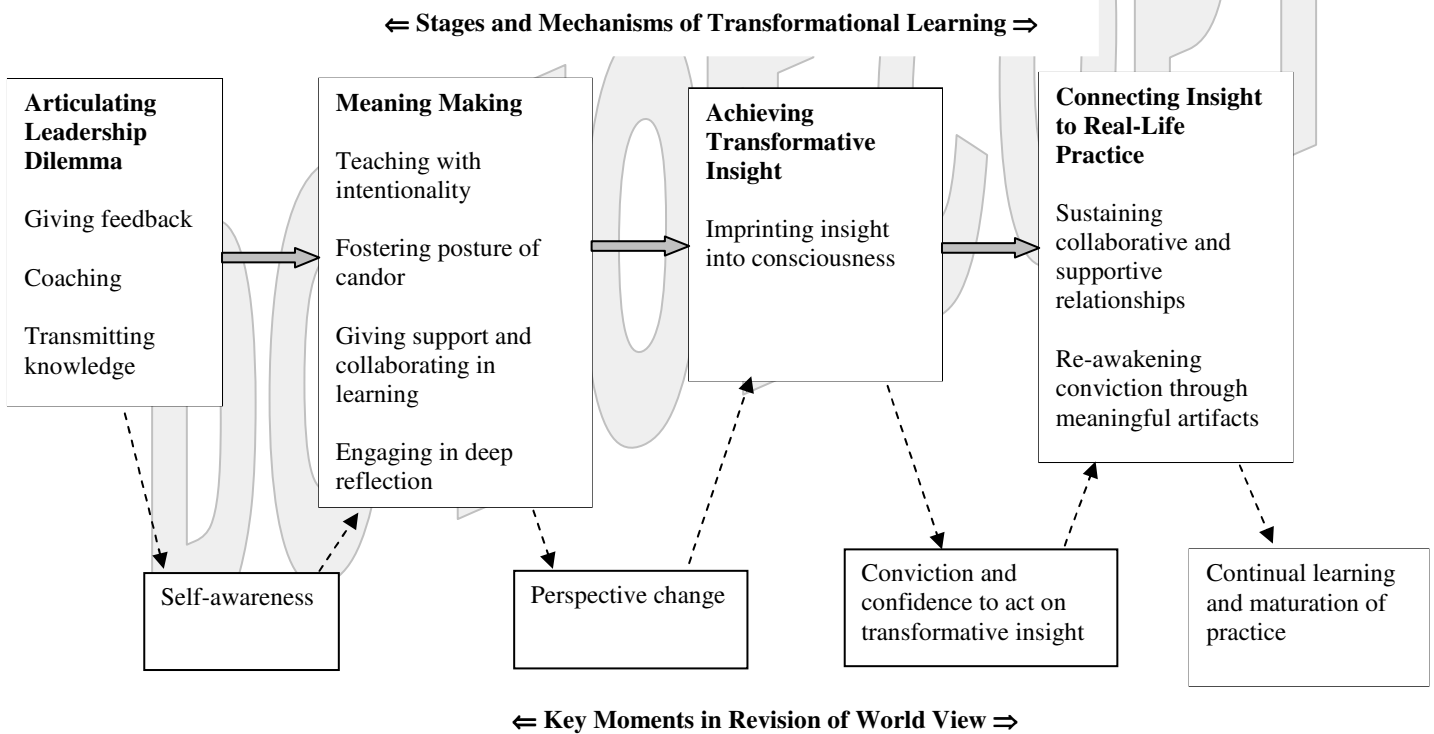 ⇐ Stages and Mechanisms of Transformational Learning ⇒
Articulating
Leadership
Dilemma
Giving feedback
Coaching
Transmitting
knowledge
Meaning Making
Teaching with
intentionality
Fostering posture of
candor
Giving support and
collaborating in
learning
Engaging in deep
reflection
Achieving
Transformative
Insight
Imprinting insight
into consciousness
Connecting Insight
to Real-Life
Practice
Sustaining
collaborative and
supportive
relationships
Re-awakening
conviction through
meaningful artifacts
Self-awareness
Perspective change
Conviction and
confidence to act on
transformative insight
Continual learning
and maturation of
practice
⇐ Key Moments in Revision of World View ⇒